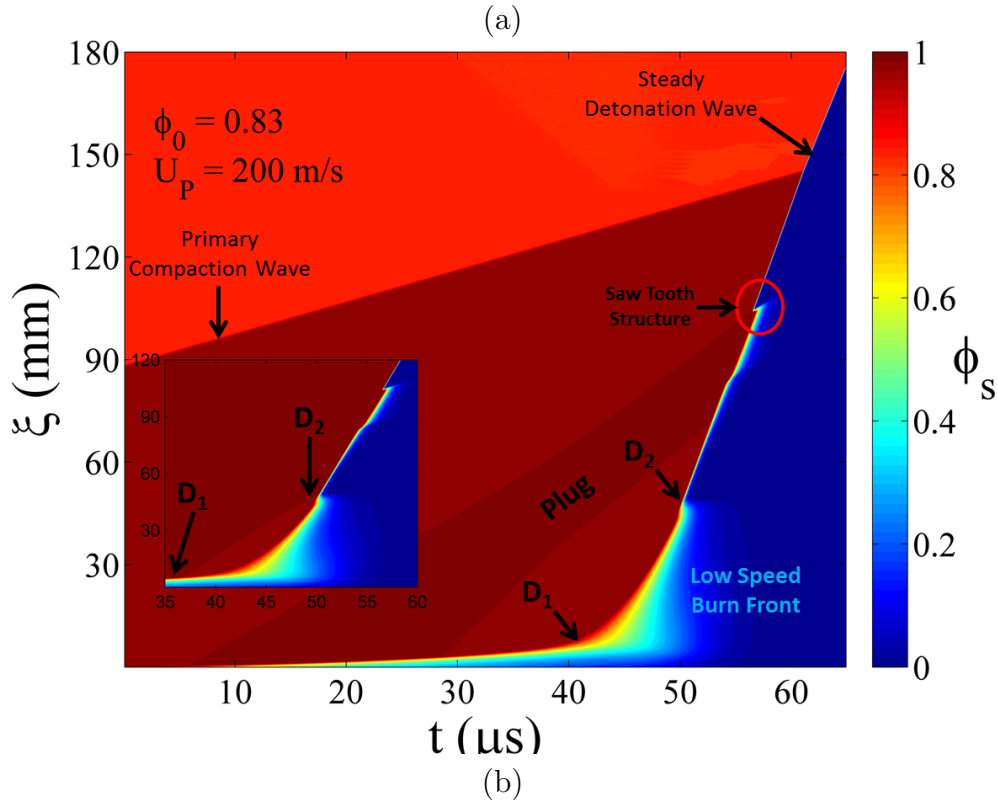 (a)
180
150
120
90
60
30
ξ (mm)
ϕ0 = 0.83
UP = 200 m/s
Primary
Compaction Wave
Steady
Detonation Wave
Saw Tooth
Structure
D2
Plug
D1
Low Speed
Burn Front
120
90
60
30
D1
D2
35 40 45 50 55 60
10 20 30 40 50 60
t (μs)
1
0.8
0.6
0.4
0.2
0
ϕs
(b)